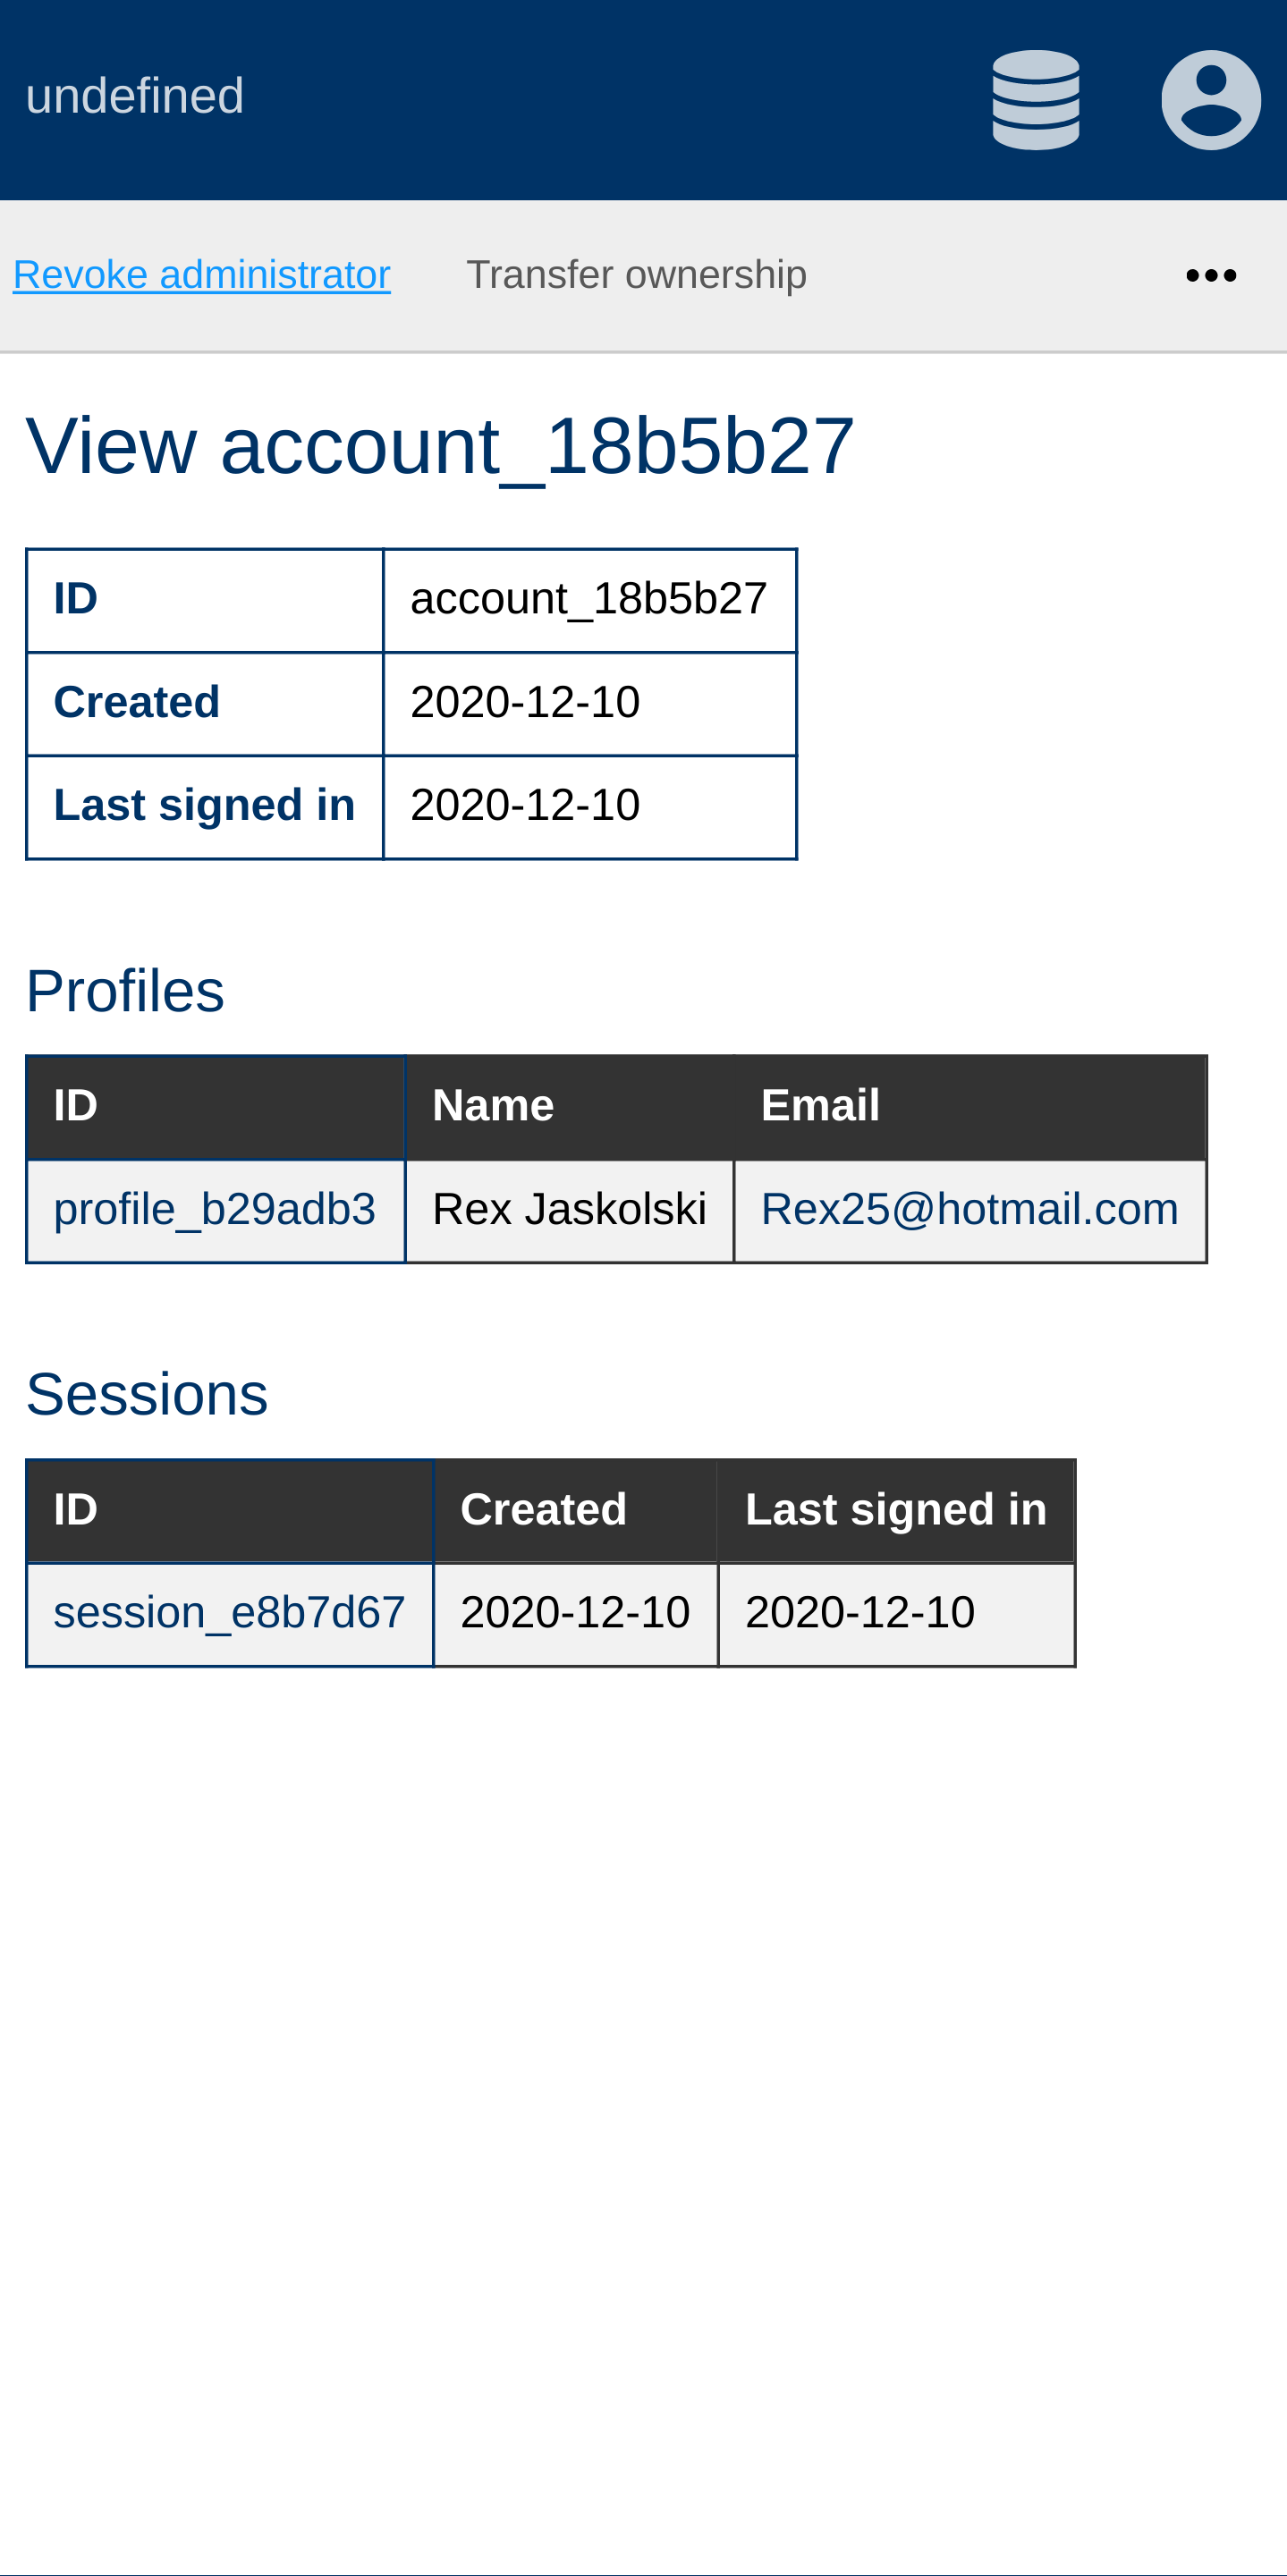 undefined
Revoke administrator Transfer ownership •••
View account_18b5b27
ID account_18b5b27
Created 2020-12-10
Last signed in 2020-12-10
Profiles
ID Name Email
profile_b29adb3 Rex Jaskolski Rex25@hotmail.com
Sessions
ID Created Last signed in
session_e8b7d67 2020-12-10 2020-12-10